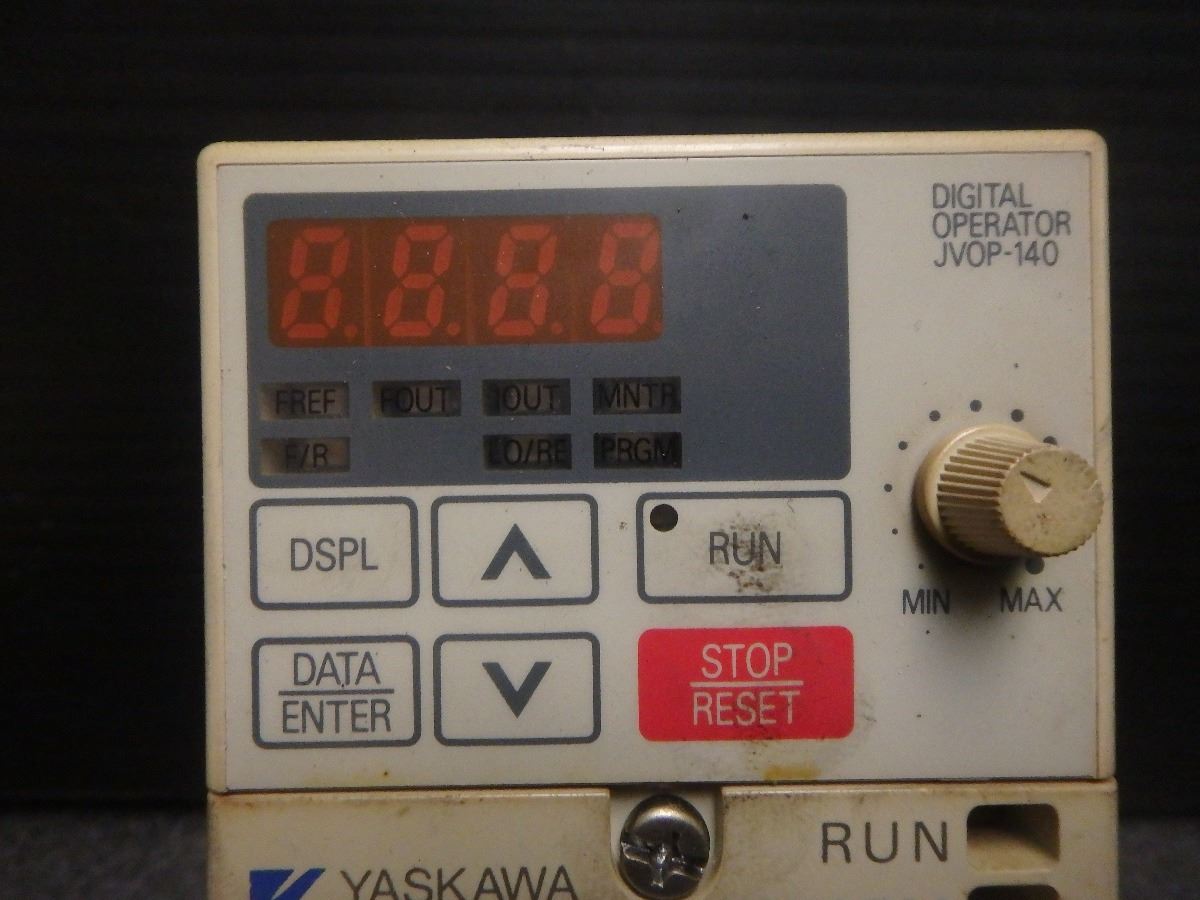 DIGITAL
OPERATOR
JVOP-140
8.8.8.8
FREF FOUT IOUT MNTR
F/R LO/RE PRGM
DSPL RUN
MIN MAX
DATA
ENTER
STOP
RESET
RUN
YASKAWA